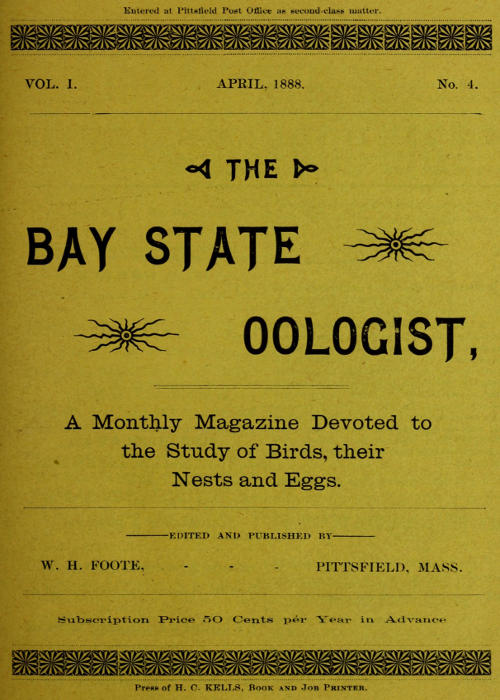 Entered at Pittsfield Post Office as second-class matter.
VOL. I. APRIL, 1888. No. 4.
THE
BAY STATE
OOLOGIST,
A Monthly Magazine Devoted to
the Study of Birds, their
Nests and Eggs.
EDITED AND PUBLISHED BY
W. H. FOOTE, - - - PITTSFIELD, MASS.
Subscription Price 50 Cents per Year in Advance
Press of H. C. KELLS, Book and Job Printer.